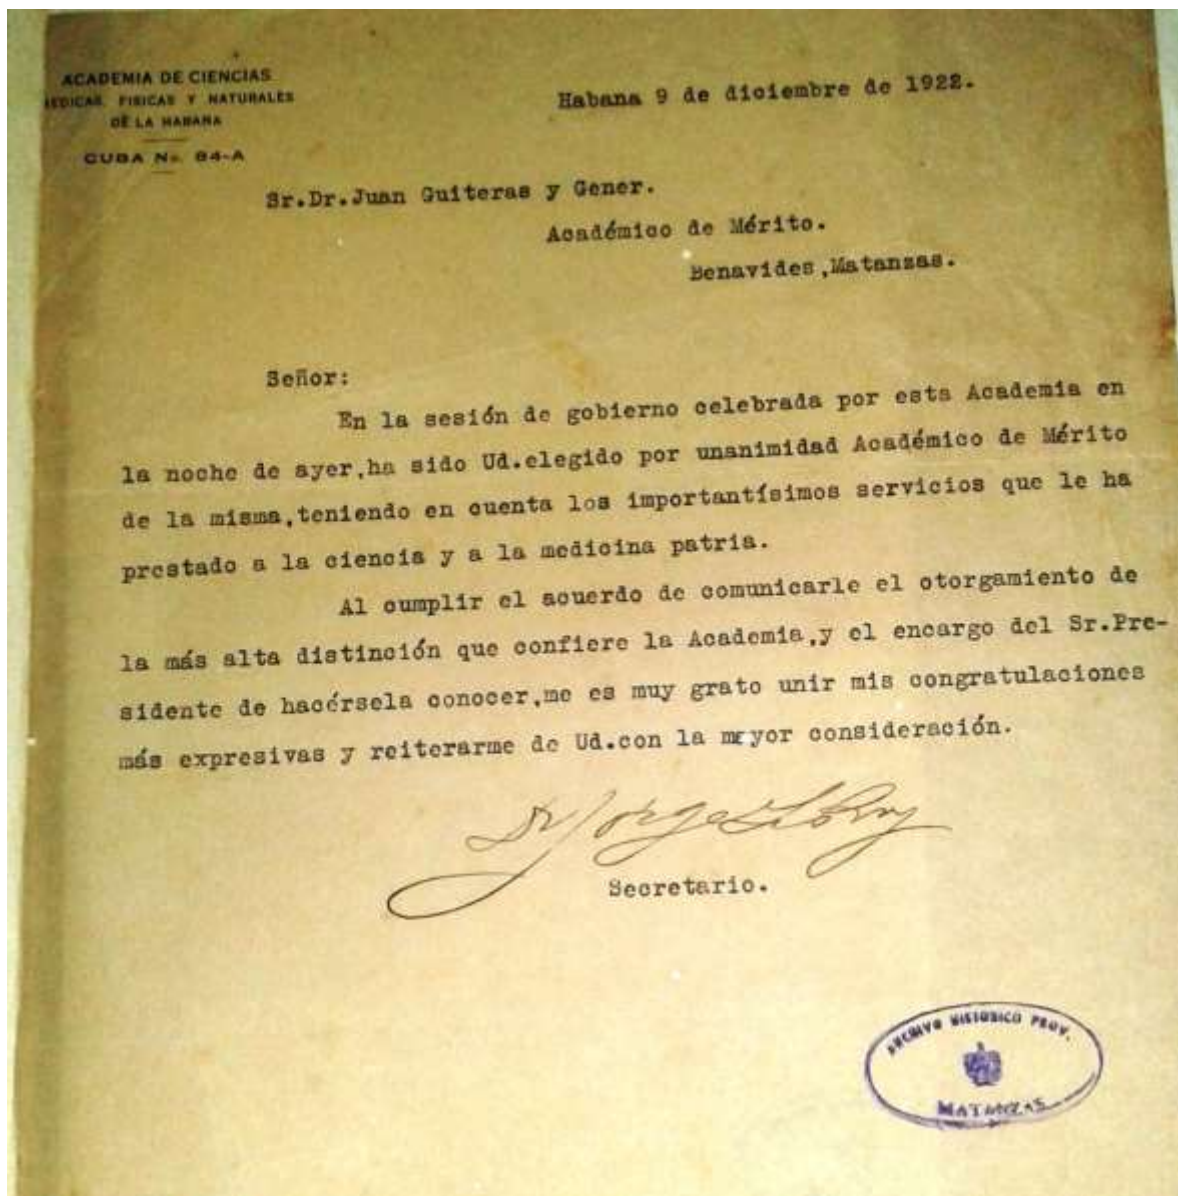 ACADEMIA DE CIENCIAS
MEDICAS, FISICAS Y NATURALES
DE LA HABANA
CUBA No. 84-A
Habana 9 de diciembre de 1922.
Sr.Dr.Juan Guiteras y Gener.
Académico de Mérito.
Benavides,Matanzas.
Señor:
En la sesión de gobierno celebrada por esta Academia en
la noche de ayer,ha sido Ud.elegido por unanimidad Académico de Mérito
de la misma,teniendo en cuenta los importantísimos servicios que le ha
prestado a la ciencia y a la medicina patria.
Al cumplir el acuerdo de comunicarle el otorgamiento de
la más alta distinción que confiere la Academia,y el encargo del Sr.Pre-
sidente de hacérsela conocer,me es muy grato unir mis congratulaciones
más expresivas y reiterarme de Ud.con la mayor consideración.
Dr Jorge
Secretario.
ARCHIVO HISTORICO PROV.
MATANZAS